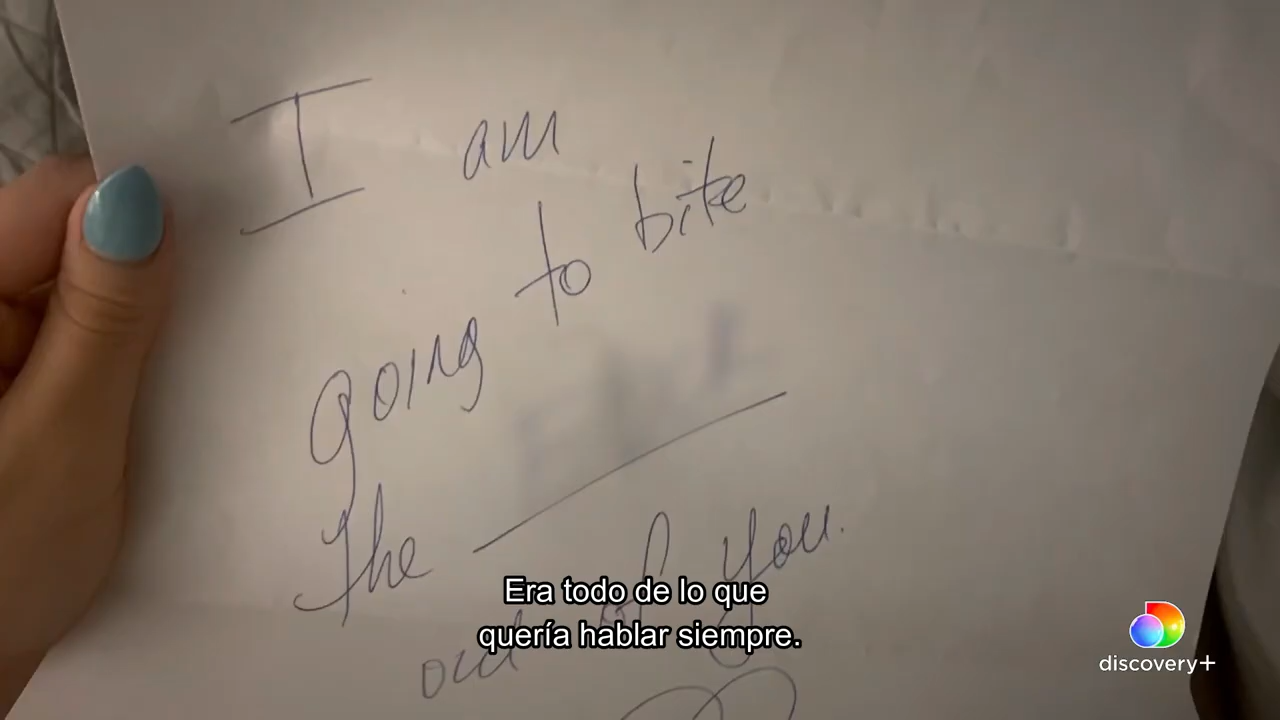 I am
going to bite
the
out of you.
Era todo de lo que
quería hablar siempre.
discovery+